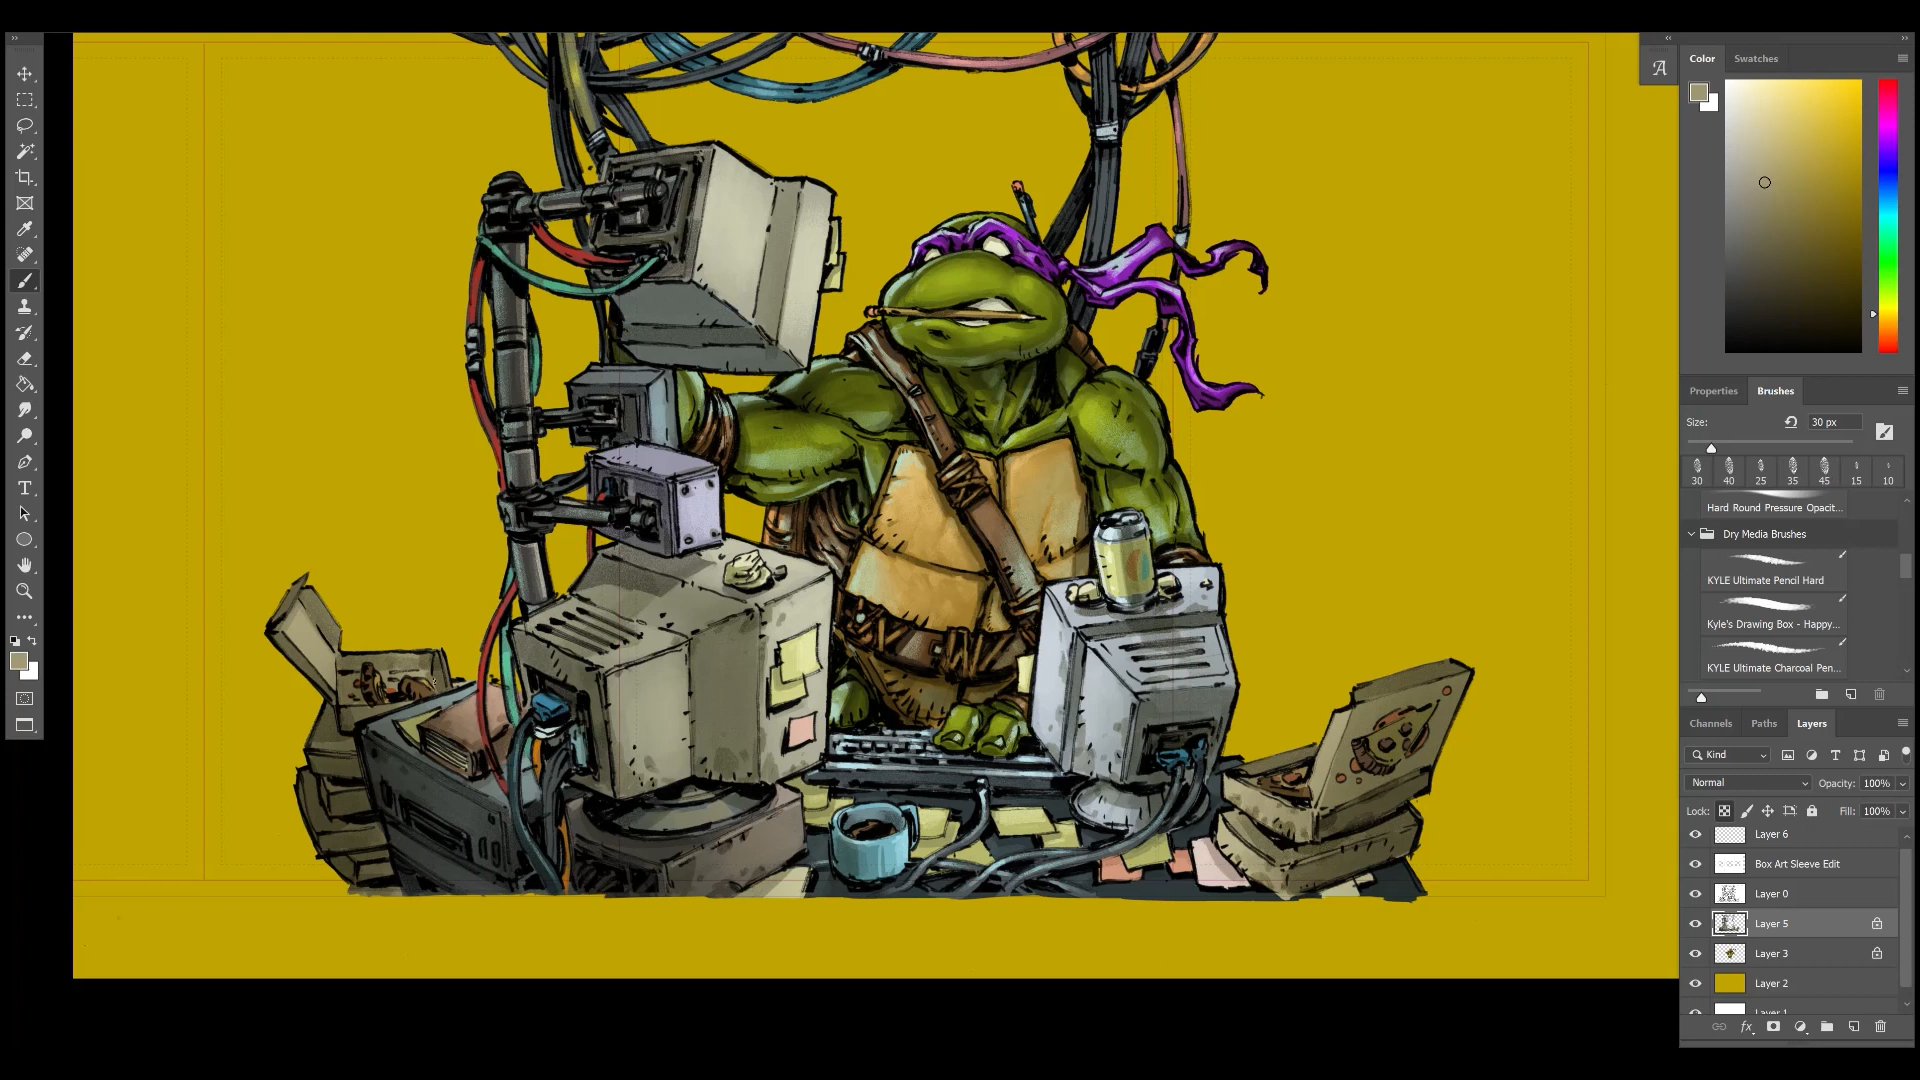 Color Swatches
Properties Brushes
Size: 30 px
30 40 25 35 45 15 10
Hard Round Pressure Opacit...
Dry Media Brushes
KYLE Ultimate Pencil Hard
Kyle's Drawing Box - Happy...
KYLE Ultimate Charcoal Pen...
Channels Paths Layers
Kind
Normal Opacity: 100%
Lock: Fill: 100%
Layer 6
Box Art Sleeve Edit
Layer 0
Layer 5
Layer 3
Layer 2
Layer 1
fx